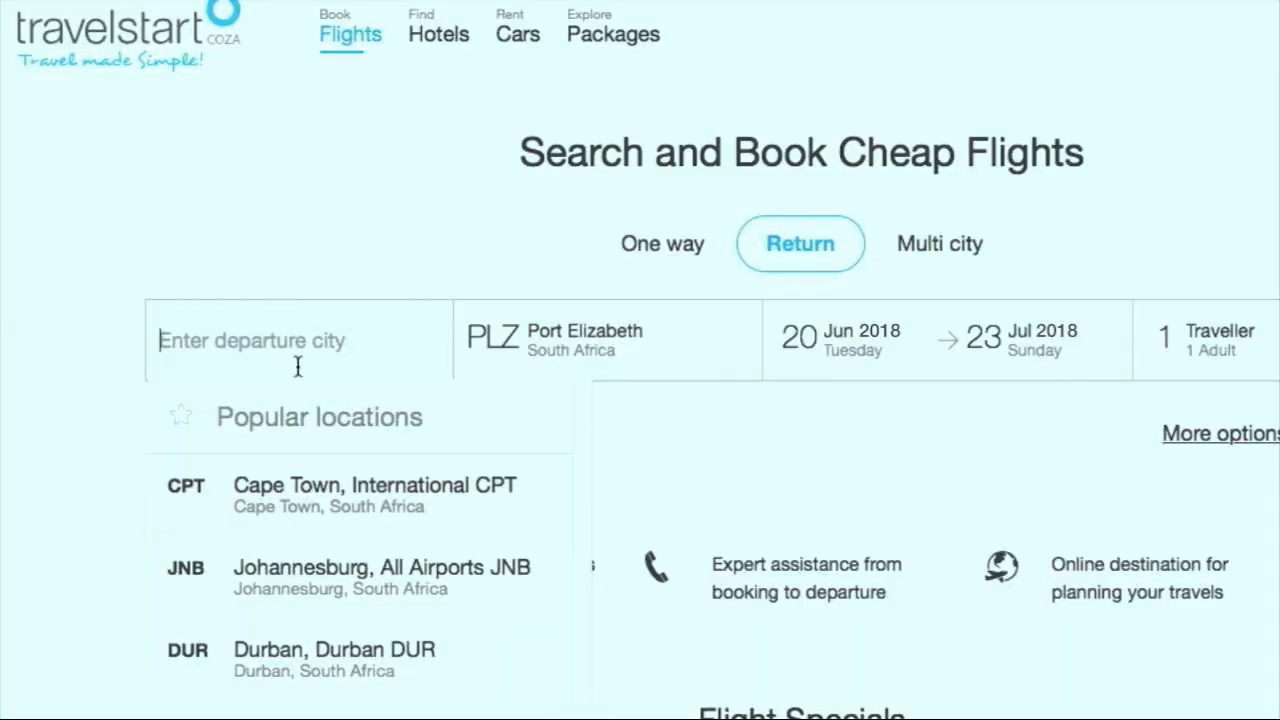 travelstart
.COZA
Travel made Simple!
Book
Flights
Find
Hotels
Rent
Cars
Explore
Packages
Search and Book Cheap Flights
One way
Return
Multi city
Enter departure city
PLZ
Port Elizabeth
South Africa
20
Jun 2018
Tuesday
23
Jul 2018
Sunday
1
Traveller
1 Adult
Popular locations
More options
CPT
Cape Town, International CPT
Cape Town, South Africa
JNB
Johannesburg, All Airports JNB
Johannesburg, South Africa
s
Expert assistance from
booking to departure
Online destination for
planning your travels
DUR
Durban, Durban DUR
Durban, South Africa
Flight Specials